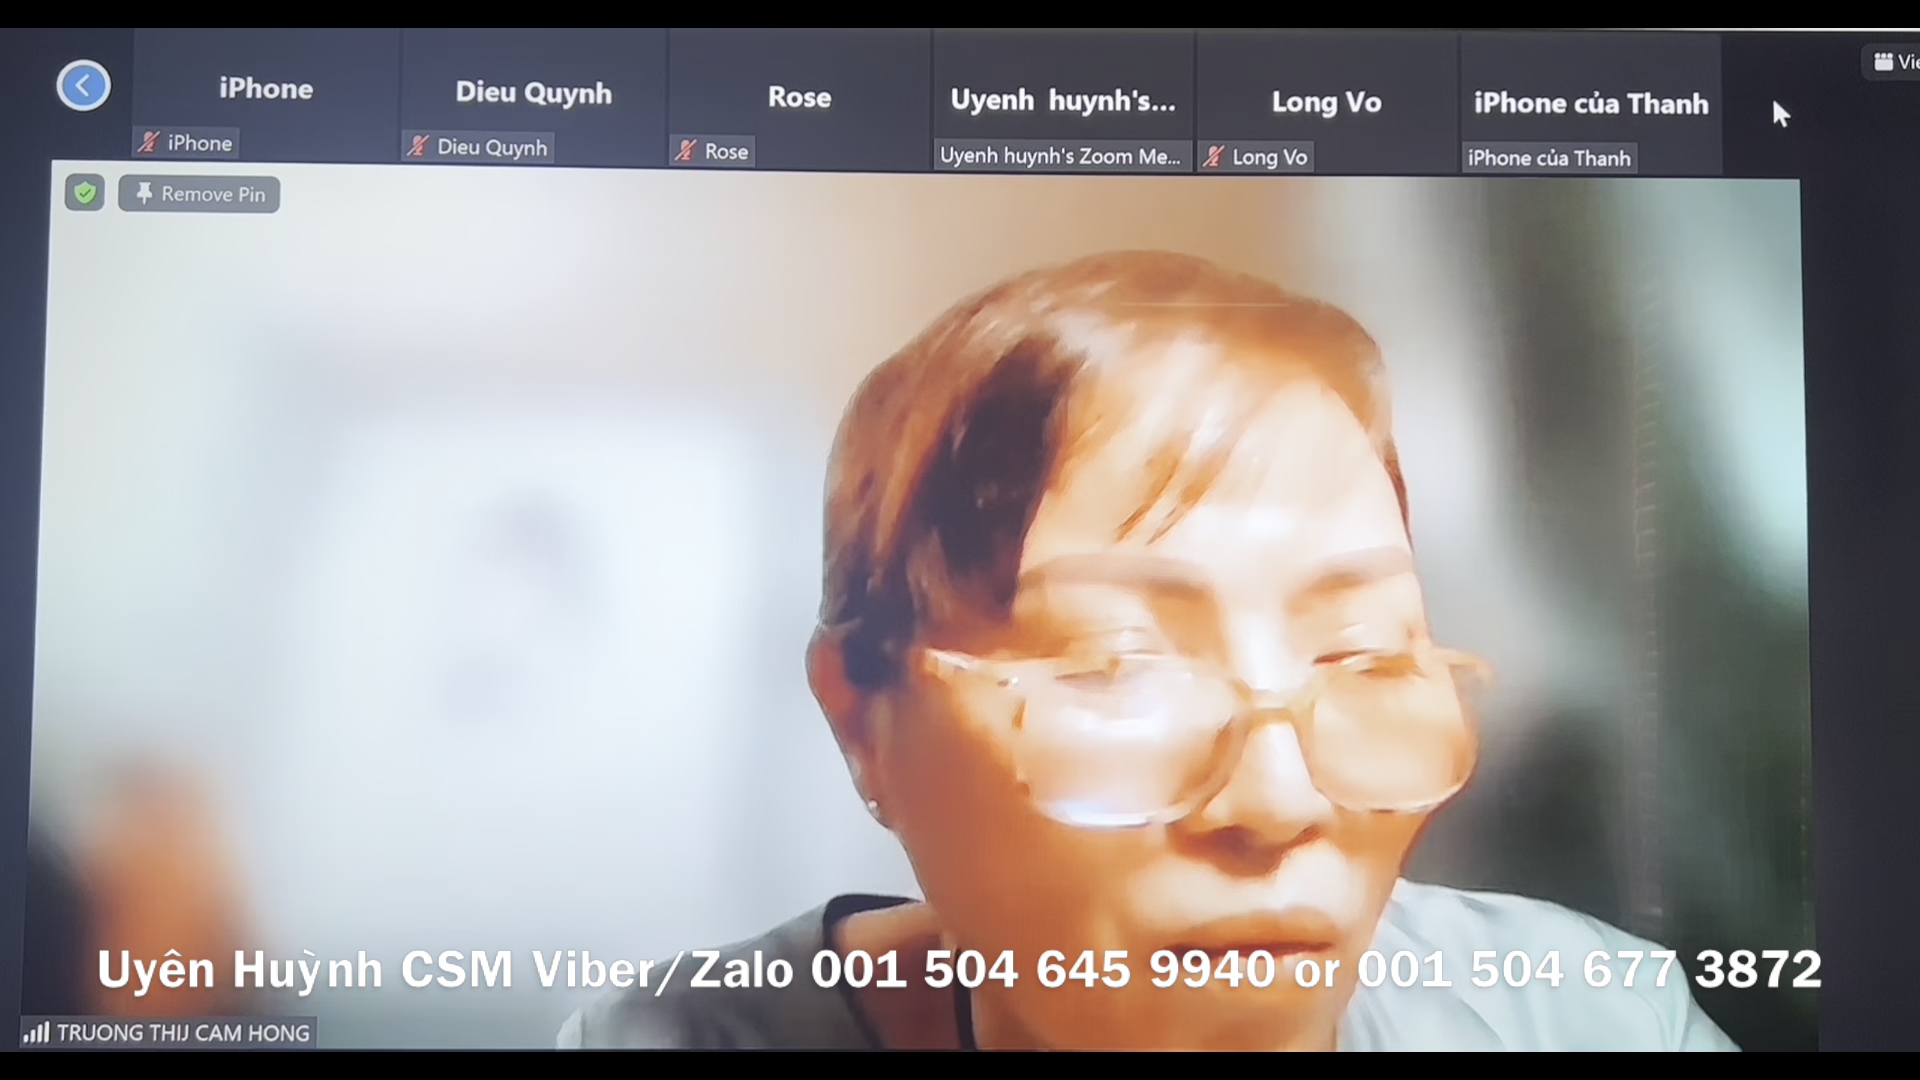 iPhone
Dieu Quynh
Rose
Uyenh huynh's...
Long Vo
iPhone của Thanh
Vie
iPhone
Dieu Quynh
Rose
Uyenh huynh's Zoom Me...
Long Vo
iPhone của Thanh
Remove Pin
Uyên Huỳnh CSM Viber/Zalo 001 504 645 9940 or 001 504 677 3872
TRUONG THIJ CAM HONG